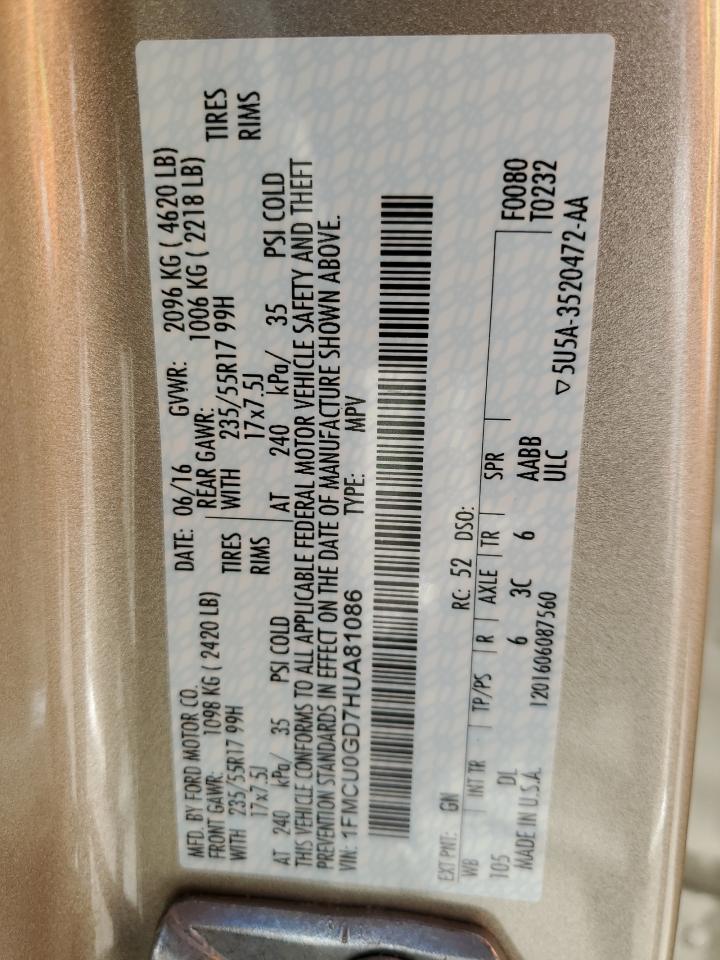 MFD. BY FORD MOTOR CO. DATE: 06/16 GVWR: 2096 KG ( 4620 LB)
FRONT GAWR: 1098 KG ( 2420 LB) REAR GAWR: 1006 KG ( 2218 LB)
WITH 235/55R17 99H TIRES WITH 235/55R17 99H TIRES
17x7.5J RIMS 17x7.5J RIMS
AT 240 kPa/ 35 PSI COLD AT 240 kPa/ 35 PSI COLD
THIS VEHICLE CONFORMS TO ALL APPLICABLE FEDERAL MOTOR VEHICLE SAFETY AND THEFT
PREVENTION STANDARDS IN EFFECT ON THE DATE OF MANUFACTURE SHOWN ABOVE.
VIN: 1FMCU0GD7HUA81086 TYPE: MPV
EXT PNT: GN RC: 52 DSO:
WB INT TR TP/PS R AXLE TR SPR F0080
105 DL 6 3C 6 AABB T0232
MADE IN U.S.A. 1201606087560 ULC ▽5U5A-3520472-AA